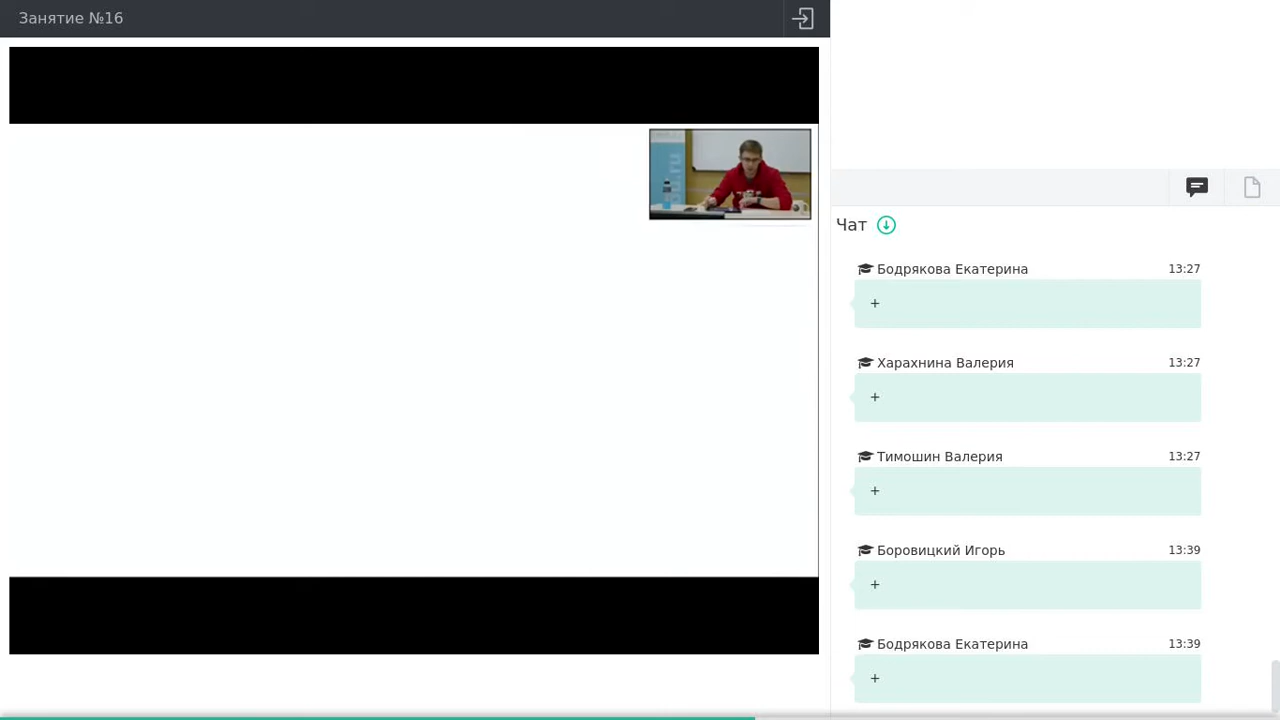 Занятие №16
Чат
Бодрякова Екатерина 13:27
+
Харахнина Валерия 13:27
+
Тимошин Валерия 13:27
+
Боровицкий Игорь 13:39
+
Бодрякова Екатерина 13:39
+